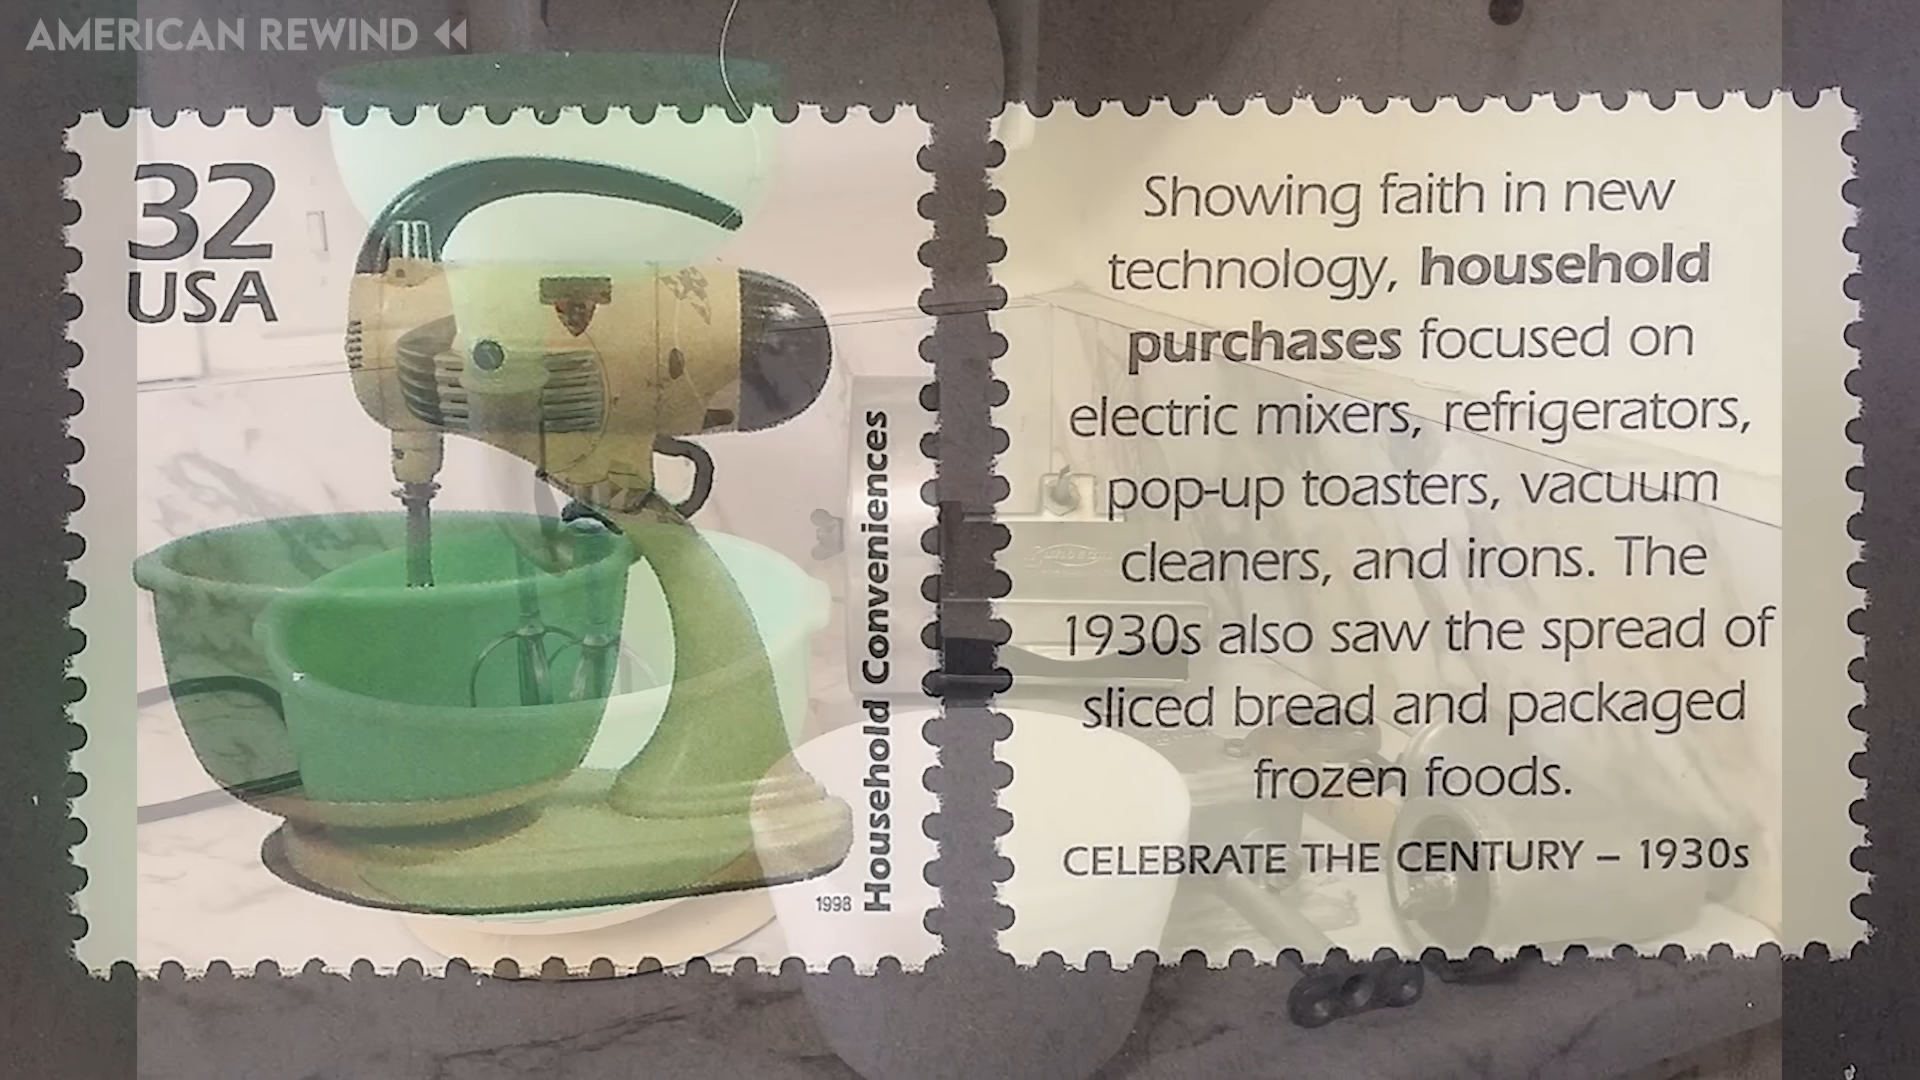 AMERICAN REWIND
32
USA
Household Conveniences
1998
Showing faith in new
technology, household
purchases focused on
electric mixers, refrigerators,
pop-up toasters, vacuum
cleaners, and irons. The
1930s also saw the spread of
sliced bread and packaged
frozen foods.
CELEBRATE THE CENTURY – 1930s
Sunbeam